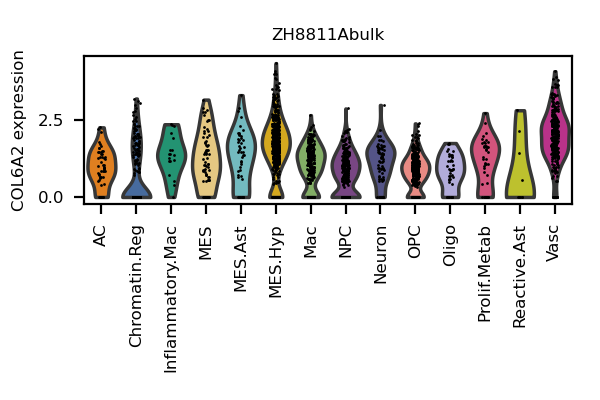 ZH8811Abulk
COL6A2 expression
2.5
0.0
AC
Chromatin.Reg
Inflammatory.Mac
MES
MES.Ast
MES.Hyp
Mac
NPC
Neuron
OPC
Oligo
Prolif.Metab
Reactive.Ast
Vasc